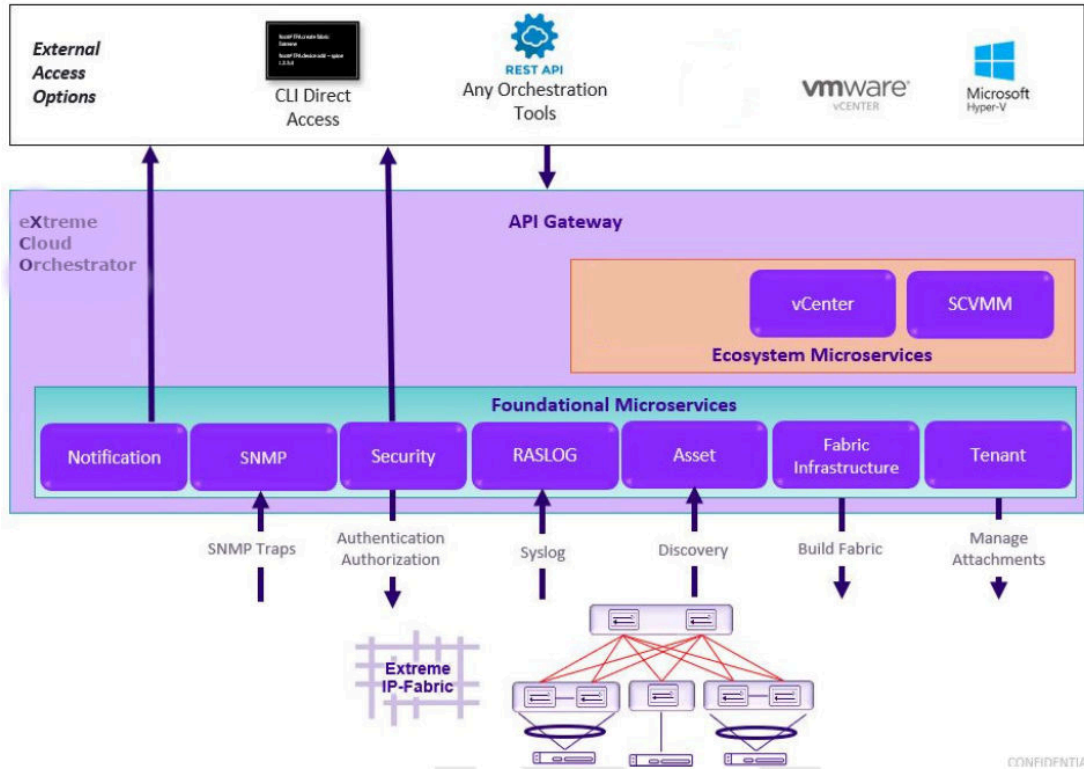 External
Access
Options
CLI Direct
Access
REST API
Any Orchestration
Tools
vmware
vCENTER
Microsoft
Hyper-V
eXtreme
Cloud
Orchestrator
API Gateway
vCenter
SCVMM
Ecosystem Microservices
Foundational Microservices
Notification
SNMP
Security
RASLOG
Asset
Fabric
Infrastructure
Tenant
SNMP Traps
Authentication
Authorization
Syslog
Discovery
Build Fabric
Manage
Attachments
Extreme
IP-Fabric
CONFIDENTIA